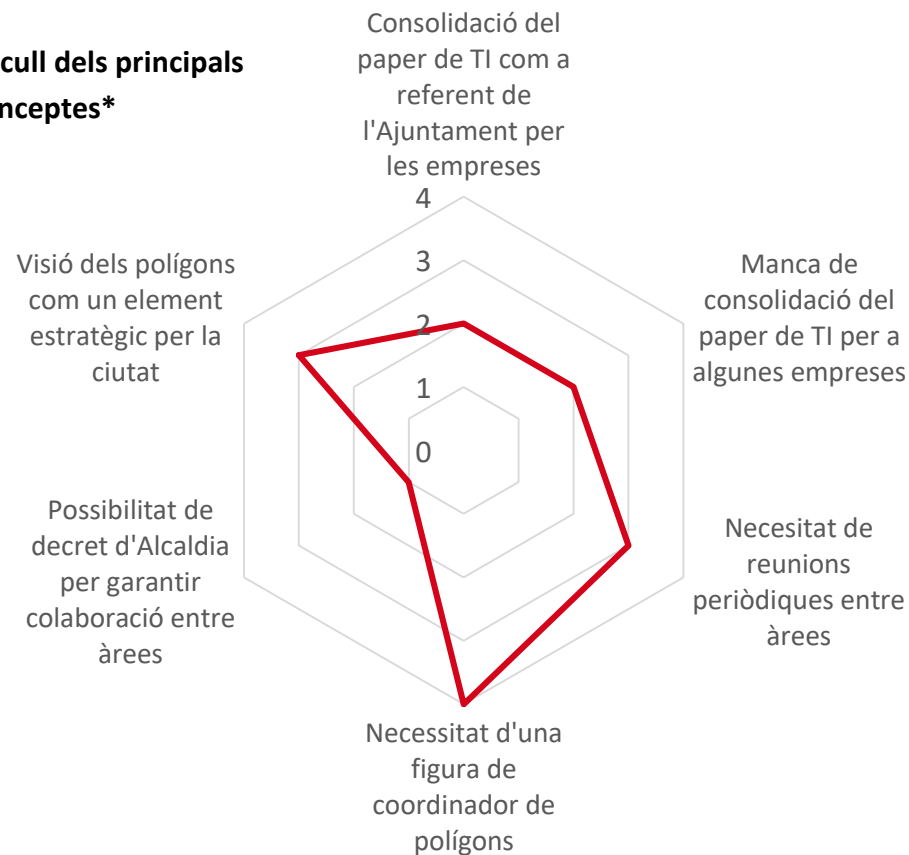 cull dels principals
nceptes*
Consolidació del
paper de TI com a
referent de
l'Ajuntament per
les empreses
4
3
2
1
0
Manca de
consolidació del
paper de TI per a
algunes empreses
Necesitat de
reunions
periòdiques entre
àrees
Necessitat d'una
figura de
coordinador de
polígons
Possibilitat de
decret d'Alcaldia
per garantir
colaboració entre
àrees
Visió dels polígons
com un element
estratègic per la
ciutat